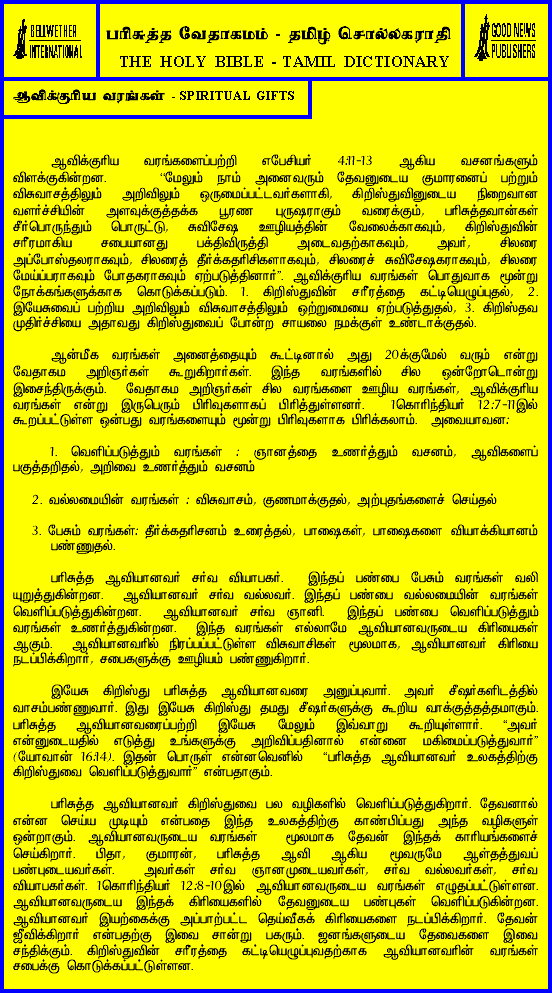 BELLWETHER
INTERNATIONAL
பரிசுத்த வேதாகமம் - தமிழ் சொல்லகராதி
THE HOLY BIBLE - TAMIL DICTIONARY
GOOD NEWS
PUBLISHERS
ஆவிக்குரிய வரங்கள் - SPIRITUAL GIFTS
ஆவிக்குரிய வரங்களைப்பற்றி எபேசியர் 4:11-13 ஆகிய வசனங்களும்
விளக்குகின்றன. “மேலும் நாம் அனைவரும் தேவனுடைய குமாரனைப் பற்றும்
விசுவாசத்திலும் அறிவிலும் ஒருமைப்பட்டவர்களாகி, கிறிஸ்துவினுடைய நிறைவான
வளர்ச்சியின் அளவுக்குத்தக்க பூரண புருஷராகும் வரைக்கும், பரிசுத்தவான்கள்
சீர்பொருந்தும் பொருட்டு, சுவிசேஷ ஊழியத்தின் வேலைக்காகவும், கிறிஸ்துவின்
சரீரமாகிய சபையானது பக்திவிருத்தி அடைவதற்காகவும், அவர், சிலரை
அப்போஸ்தலராகவும், சிலரைத் தீர்க்கதரிசிகளாகவும், சிலரைச் சுவிசேஷகராகவும், சிலரை
மேய்ப்பராகவும் போதகராகவும் ஏற்படுத்தினார்”. ஆவிக்குரிய வரங்கள் பொதுவாக மூன்று
நோக்கங்களுக்காக கொடுக்கப்படும். 1. கிறிஸ்துவின் சரீரத்தை கட்டியெழுப்புதல், 2.
இயேசுவைப் பற்றிய அறிவிலும் விசுவாசத்திலும் ஒற்றுமையை ஏற்படுத்துதல், 3. கிறிஸ்தவ
முதிர்ச்சியை அதாவது கிறிஸ்துவைப் போன்ற சாயலை நமக்குள் உண்டாக்குதல்.
ஆன்மீக வரங்கள் அனைத்தையும் கூட்டினால் அது 20க்குமேல் வரும் என்று
வேதாகம அறிஞர்கள் கூறுகிறார்கள். இந்த வரங்களில் சில ஒன்றோடொன்று
இசைந்திருக்கும். வேதாகம அறிஞர்கள் சில வரங்களை ஊழிய வரங்கள், ஆவிக்குரிய
வரங்கள் என்று இருபெரும் பிரிவுகளாகப் பிரித்துள்ளனர். 1கொரிந்தியர் 12:7-11இல்
கூறப்பட்டுள்ள ஒன்பது வரங்களையும் மூன்று பிரிவுகளாக பிரிக்கலாம். அவையாவன:
1. வெளிப்படுத்தும் வரங்கள் : ஞானத்தை உணர்த்தும் வசனம், ஆவிகளைப்
பகுத்தறிதல், அறிவை உணர்த்தும் வசனம்
2. வல்லமையின் வரங்கள் : விசுவாசம், குணமாக்குதல், அற்புதங்களைச் செய்தல்
3. பேசும் வரங்கள்: தீர்க்கதரிசனம் உரைத்தல், பாஷைகள், பாஷைகளை வியாக்கியானம்
பண்ணுதல்.
பரிசுத்த ஆவியானவர் சர்வ வியாபகர். இந்தப் பண்பை பேசும் வரங்கள் வலி
யுறுத்துகின்றன. ஆவியானவர் சர்வ வல்லவர். இந்தப் பண்பை வல்லமையின் வரங்கள்
வெளிப்படுத்துகின்றன. ஆவியானவர் சர்வ ஞானி. இந்தப் பண்பை வெளிப்படுத்தும்
வரங்கள் உணர்த்துகின்றன. இந்த வரங்கள் எல்லாமே ஆவியானவருடைய கிரியைகள்
ஆகும். ஆவியானவரில் நிரப்பப்பட்டுள்ள விசுவாசிகள் மூலமாக, ஆவியானவர் கிரியை
நடப்பிக்கிறார், சபைகளுக்கு ஊழியம் பண்ணுகிறார்.
இயேசு கிறிஸ்து பரிசுத்த ஆவியானவரை அனுப்புவார். அவர் சீஷர்களிடத்தில்
வாசம்பண்ணுவார். இது இயேசு கிறிஸ்து தமது சீஷர்களுக்கு கூறிய வாக்குத்தத்தமாகும்.
பரிசுத்த ஆவியானவரைப்பற்றி இயேசு மேலும் இவ்வாறு கூறியுள்ளார். “அவர்
என்னுடையதில் எடுத்து உங்களுக்கு அறிவிப்பதினால் என்னை மகிமைப்படுத்துவார்”
(யோவான் 16:14). இதன் பொருள் என்னவெனில் “பரிசுத்த ஆவியானவர் உலகத்திற்கு
கிறிஸ்துவை வெளிப்படுத்துவார்” என்பதாகும்.
பரிசுத்த ஆவியானவர் கிறிஸ்துவை பல வழிகளில் வெளிப்படுத்துகிறார். தேவனால்
என்ன செய்ய முடியும் என்பதை இந்த உலகத்திற்கு காண்பிப்பது அந்த வழிகளுள்
ஒன்றாகும். ஆவியானவருடைய வரங்கள் மூலமாக தேவன் இந்தக் காரியங்களைச்
செய்கிறார். பிதா, குமாரன், பரிசுத்த ஆவி ஆகிய மூவருமே ஆள்தத்துவப்
பண்புடையவர்கள். அவர்கள் சர்வ ஞானமுடையவர்கள், சர்வ வல்லவர்கள், சர்வ
வியாபகர்கள். 1கொரிந்தியர் 12:8-10இல் ஆவியானவருடைய வரங்கள் எழுதப்பட்டுள்ளன.
ஆவியானவருடைய இந்தக் கிரியைகளில் தேவனுடைய பண்புகள் வெளிப்படுகின்றன.
ஆவியானவர் இயற்கைக்கு அப்பாற்பட்ட தெய்வீகக் கிரியைகளை நடப்பிக்கிறார். தேவன்
ஜீவிக்கிறார் என்பதற்கு இவை சான்று பகரும். ஜனங்களுடைய தேவைகளை இவை
சந்திக்கும். கிறிஸ்துவின் சரீரத்தை கட்டியெழுப்புவதற்காக ஆவியானவரின் வரங்கள்
சபைக்கு கொடுக்கப்பட்டுள்ளன.